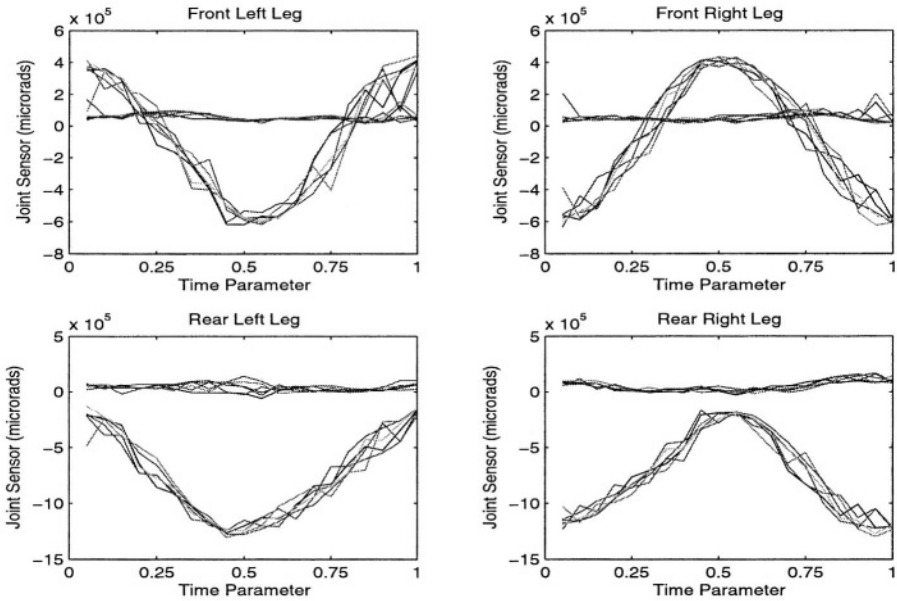 Front Left Leg
x 10^5
Joint Sensor (microrads)
6
4
2
0
−2
−4
−6
−8
0 0.25 0.5 0.75 1
Time Parameter
Front Right Leg
x 10^5
Joint Sensor (microrads)
6
4
2
0
−2
−4
−6
−8
0 0.25 0.5 0.75 1
Time Parameter
Rear Left Leg
x 10^5
Joint Sensor (microrads)
5
0
−5
−10
−15
0 0.25 0.5 0.75 1
Time Parameter
Rear Right Leg
x 10^5
Joint Sensor (microrads)
5
0
−5
−10
−15
0 0.25 0.5 0.75 1
Time Parameter